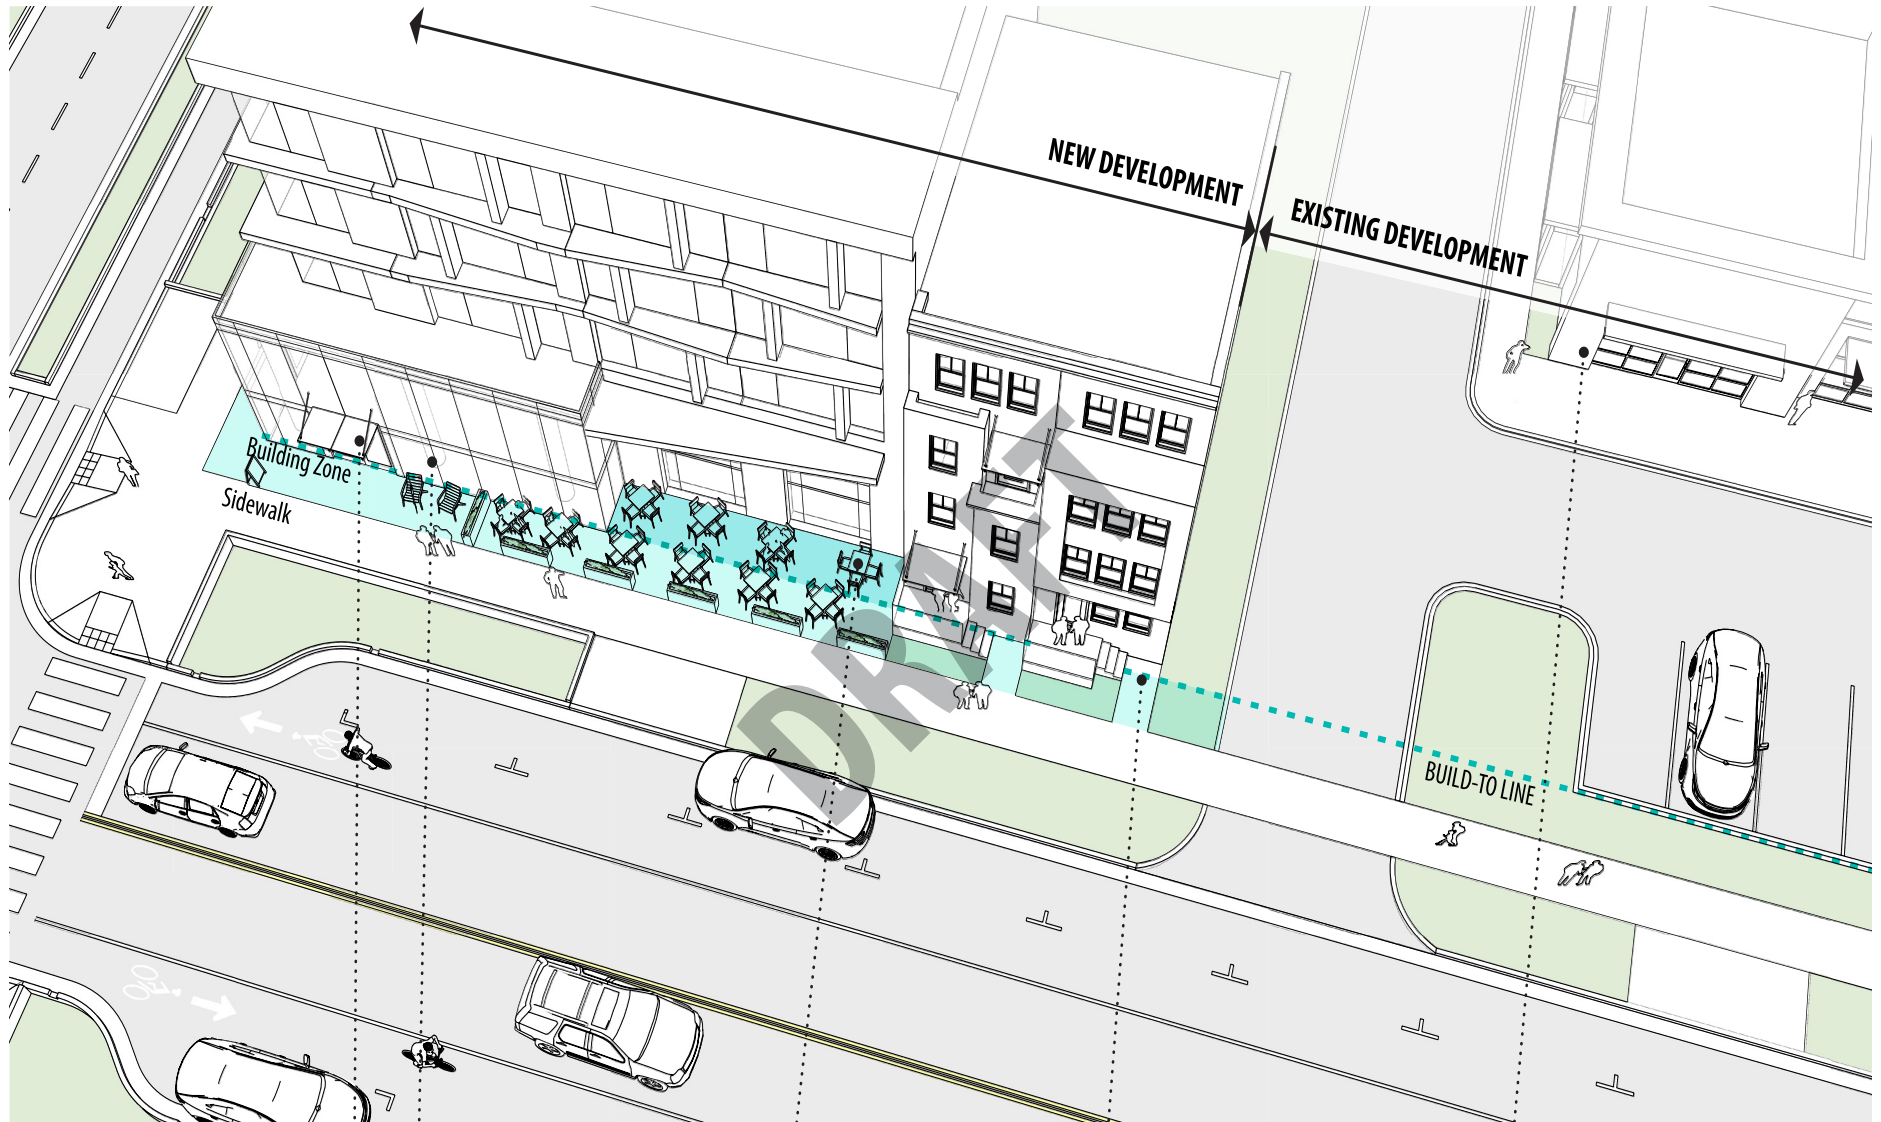 NEW DEVELOPMENT
EXISTING DEVELOPMENT
Building Zone
Sidewalk
DRAFT
BUILD-TO LINE